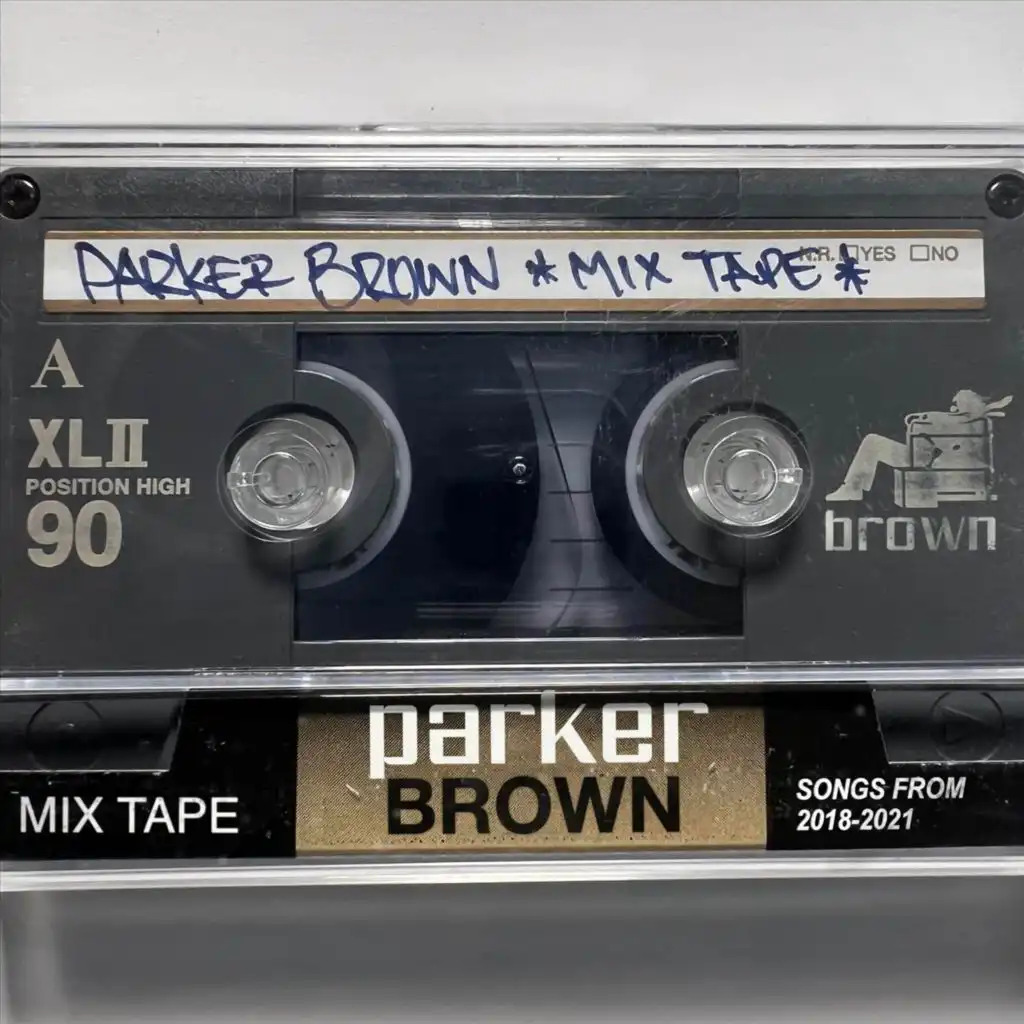 PARKER BROWN *MIX TAPE*
N.R. □YES □NO
A
XLII
POSITION HIGH
90
brown
parker
BROWN
MIX TAPE
SONGS FROM
2018-2021